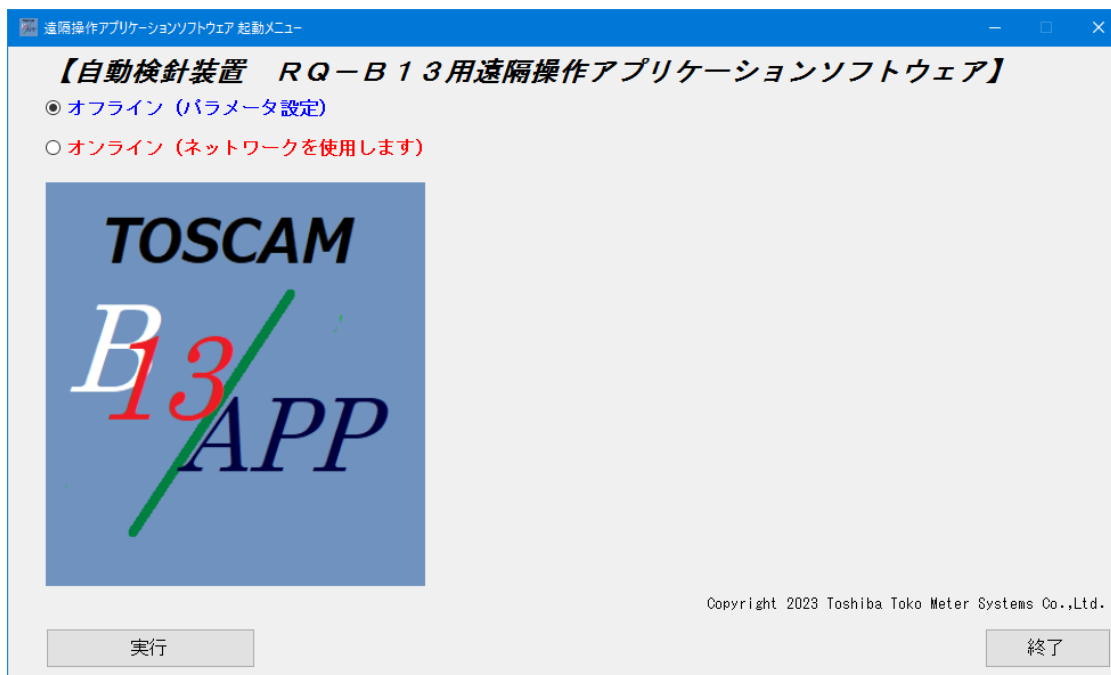 遠隔操作アプリケーションソフトウェア 起動メニュー
【自動検針装置　ＲＱ－Ｂ１３用遠隔操作アプリケーションソフトウェア】
オフライン（パラメータ設定）
オンライン（ネットワークを使用します）
TOSCAM
B13/APP
Copyright 2023 Toshiba Toko Meter Systems Co.,Ltd.
実行
終了